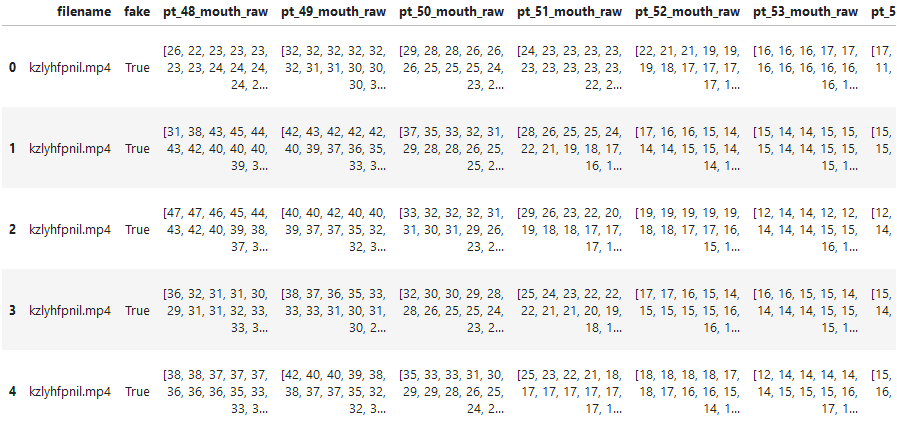 filename fake pt_48_mouth_raw pt_49_mouth_raw pt_50_mouth_raw pt_51_mouth_raw pt_52_mouth_raw pt_53_mouth_raw pt_5
[26, 22, 23, 23, 23, [32, 32, 32, 32, 32, [29, 28, 28, 26, 26, [24, 23, 23, 23, 23, [22, 21, 21, 19, 19, [16, 16, 16, 17, 17, [17,
0 kzlyhfpnil.mp4 True 23, 23, 24, 24, 24, 32, 31, 31, 30, 30, 26, 25, 25, 25, 24, 23, 23, 23, 23, 23, 19, 18, 17, 17, 17, 16, 16, 16, 16, 16, 11,
24, 2... 30, 3... 23, 2... 22, 2... 17, 1... 16, 1...
[31, 38, 43, 45, 44, [42, 43, 42, 42, 42, [37, 35, 33, 32, 31, [28, 26, 25, 25, 24, [17, 16, 16, 15, 14, [15, 14, 14, 15, 15, [15,
1 kzlyhfpnil.mp4 True 43, 42, 40, 40, 40, 40, 39, 37, 36, 35, 29, 28, 28, 26, 25, 22, 21, 19, 18, 17, 14, 14, 15, 15, 14, 15, 14, 14, 15, 15, 15,
39, 3... 33, 3... 25, 2... 16, 1... 14, 1... 15, 1...
[47, 47, 46, 45, 44, [40, 40, 42, 40, 40, [33, 32, 32, 32, 31, [29, 26, 23, 22, 20, [19, 19, 19, 19, 19, [12, 14, 14, 12, 12, [12,
2 kzlyhfpnil.mp4 True 43, 42, 40, 39, 38, 39, 37, 37, 35, 32, 31, 30, 31, 29, 26, 19, 18, 18, 17, 17, 18, 18, 17, 17, 16, 14, 14, 14, 15, 15, 14,
37, 3... 32, 3... 23, 2... 17, 1... 15, 1... 16, 1...
[36, 32, 31, 31, 30, [38, 37, 36, 35, 33, [32, 30, 30, 29, 28, [25, 24, 23, 22, 22, [17, 17, 16, 15, 14, [16, 16, 15, 15, 14, [15,
3 kzlyhfpnil.mp4 True 29, 31, 31, 32, 33, 33, 33, 31, 30, 31, 28, 26, 25, 25, 24, 22, 21, 21, 20, 19, 15, 15, 15, 15, 16, 14, 14, 14, 15, 15, 14,
33, 3... 30, 2... 23, 2... 18, 1... 16, 1... 15, 1...
[38, 38, 37, 37, 37, [42, 40, 40, 39, 38, [35, 33, 33, 31, 30, [25, 23, 22, 21, 18, [18, 18, 18, 18, 17, [12, 14, 14, 14, 14, [15,
4 kzlyhfpnil.mp4 True 36, 36, 36, 35, 33, 38, 37, 37, 35, 32, 29, 29, 28, 26, 25, 17, 17, 17, 17, 17, 18, 17, 16, 16, 15, 14, 15, 15, 15, 16, 16,
33, 3... 32, 3... 24, 2... 17, 1... 14, 1... 17, 1...